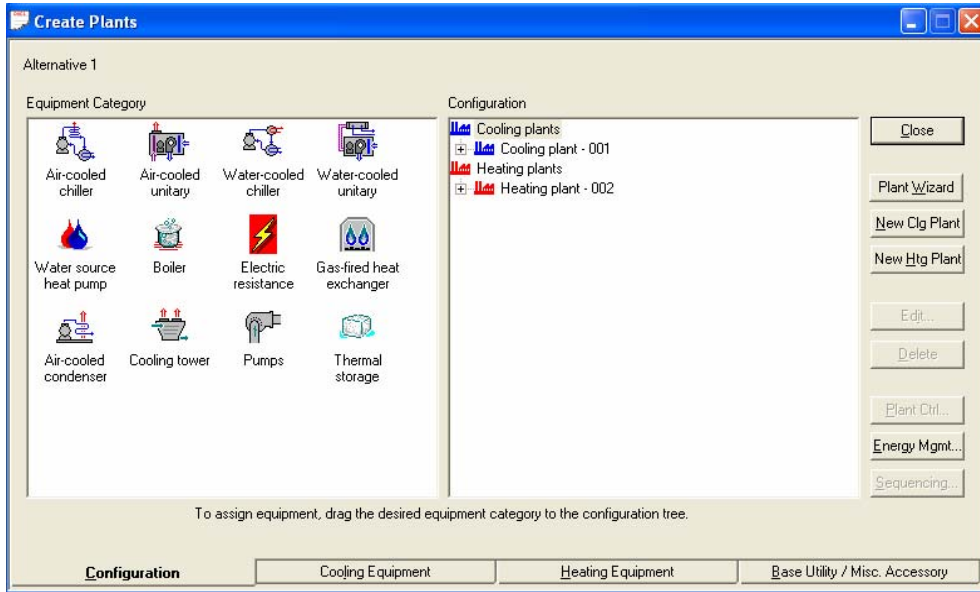 Create Plants
Alternative 1
Equipment Category
Configuration
Air-cooled chiller
Air-cooled unitary
Water-cooled chiller
Water-cooled unitary
Water source heat pump
Boiler
Electric resistance
Gas-fired heat exchanger
Air-cooled condenser
Cooling tower
Pumps
Thermal storage
Cooling plants
Cooling plant - 001
Heating plants
Heating plant - 002
Close
Plant Wizard
New Clg Plant
New Htg Plant
Edit...
Delete
Plant Ctrl...
Energy Mgmt...
Sequencing...
To assign equipment, drag the desired equipment category to the configuration tree.
Configuration
Cooling Equipment
Heating Equipment
Base Utility / Misc. Accessory